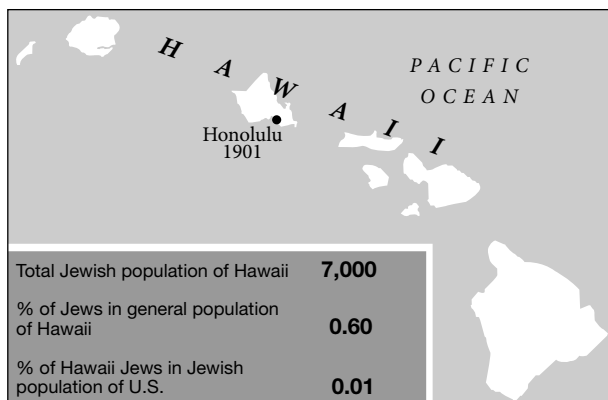 HAWAII
PACIFIC
OCEAN
Honolulu
1901
Total Jewish population of Hawaii 7,000
% of Jews in general population
of Hawaii 0.60
% of Hawaii Jews in Jewish
population of U.S. 0.01